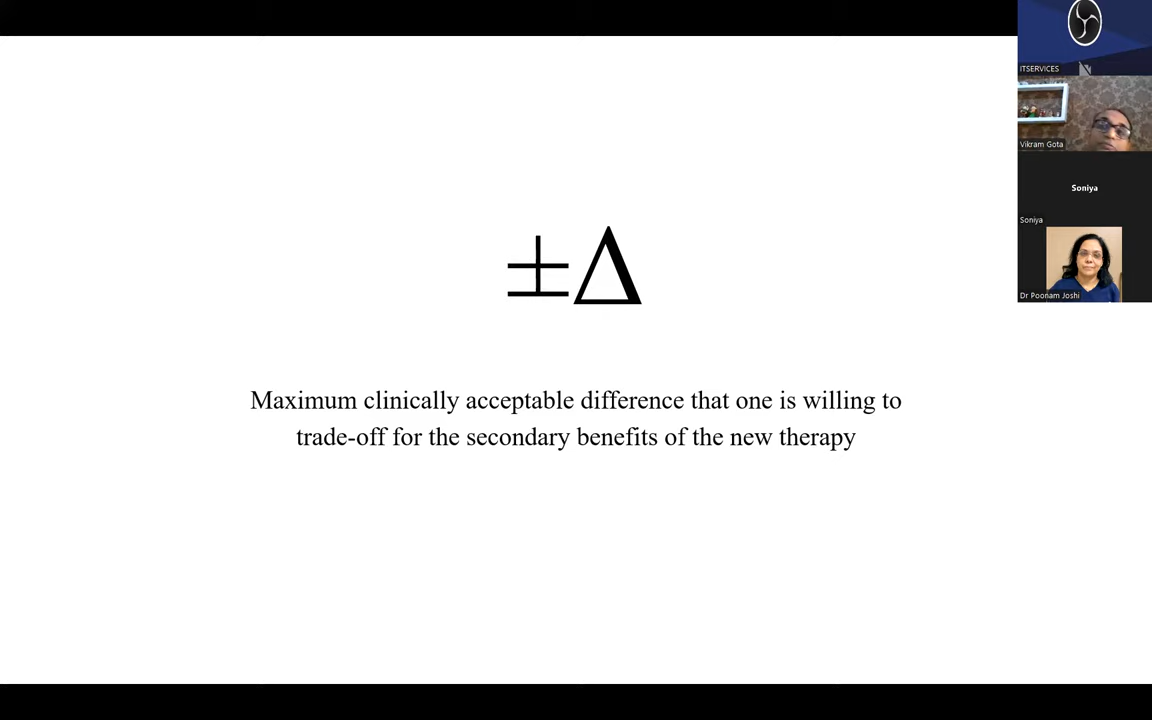 ±Δ
Maximum clinically acceptable difference that one is willing to
trade-off for the secondary benefits of the new therapy
ITSERVICES
Vikram Gota
Soniya
Soniya
Dr Poonam Joshi